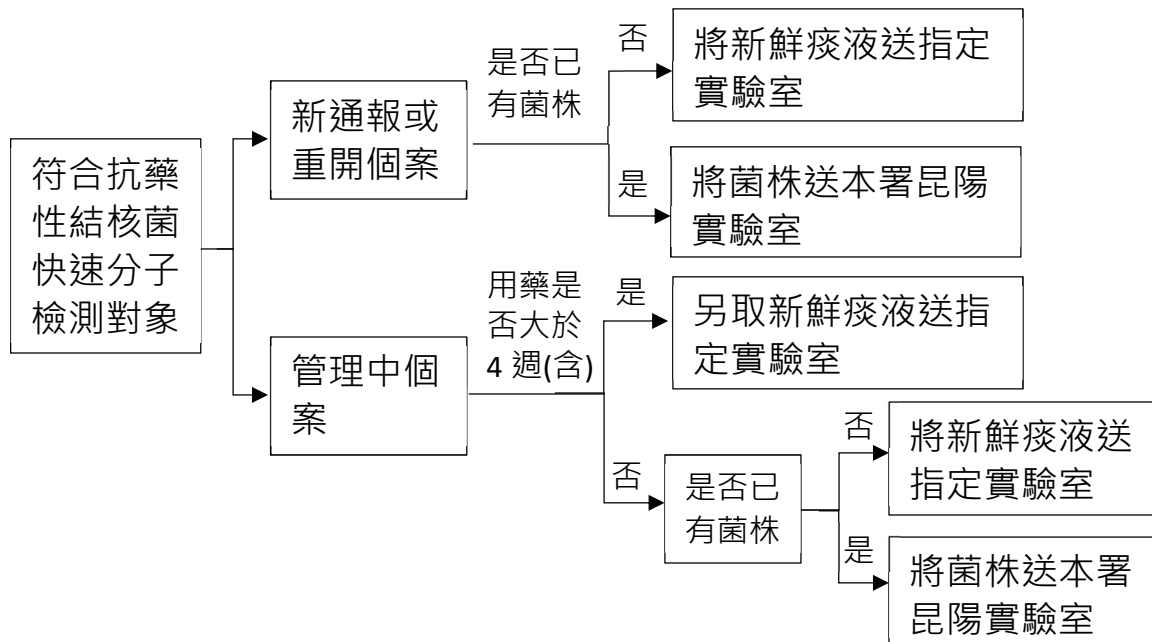 符合抗藥
性結核菌
快速分子
檢測對象
新通報或
重開個案
是否已
有菌株
否
將新鮮痰液送指定
實驗室
是
將菌株送本署昆陽
實驗室
管理中個
案
用藥是
否大於
4 週(含)
是
另取新鮮痰液送指
定實驗室
否
是否已
有菌株
否
將新鮮痰液送
指定實驗室
是
將菌株送本署
昆陽實驗室